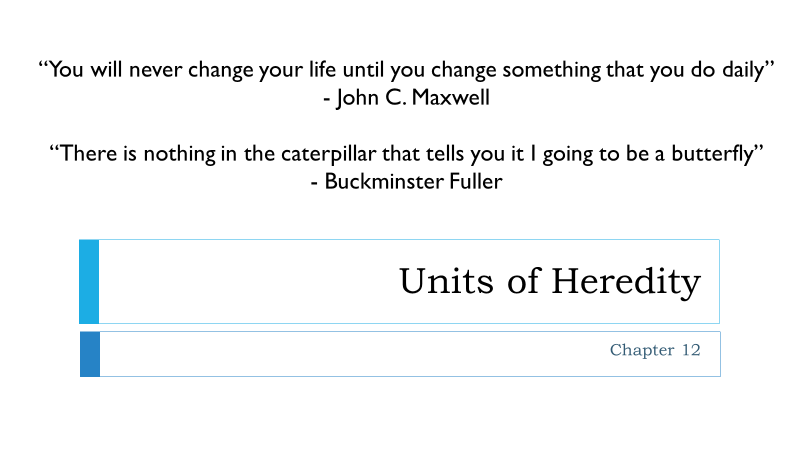 “You will never change your life until you change something that you do daily”
- John C. Maxwell
“There is nothing in the caterpillar that tells you it I going to be a butterfly”
- Buckminster Fuller
Units of Heredity
Chapter 12